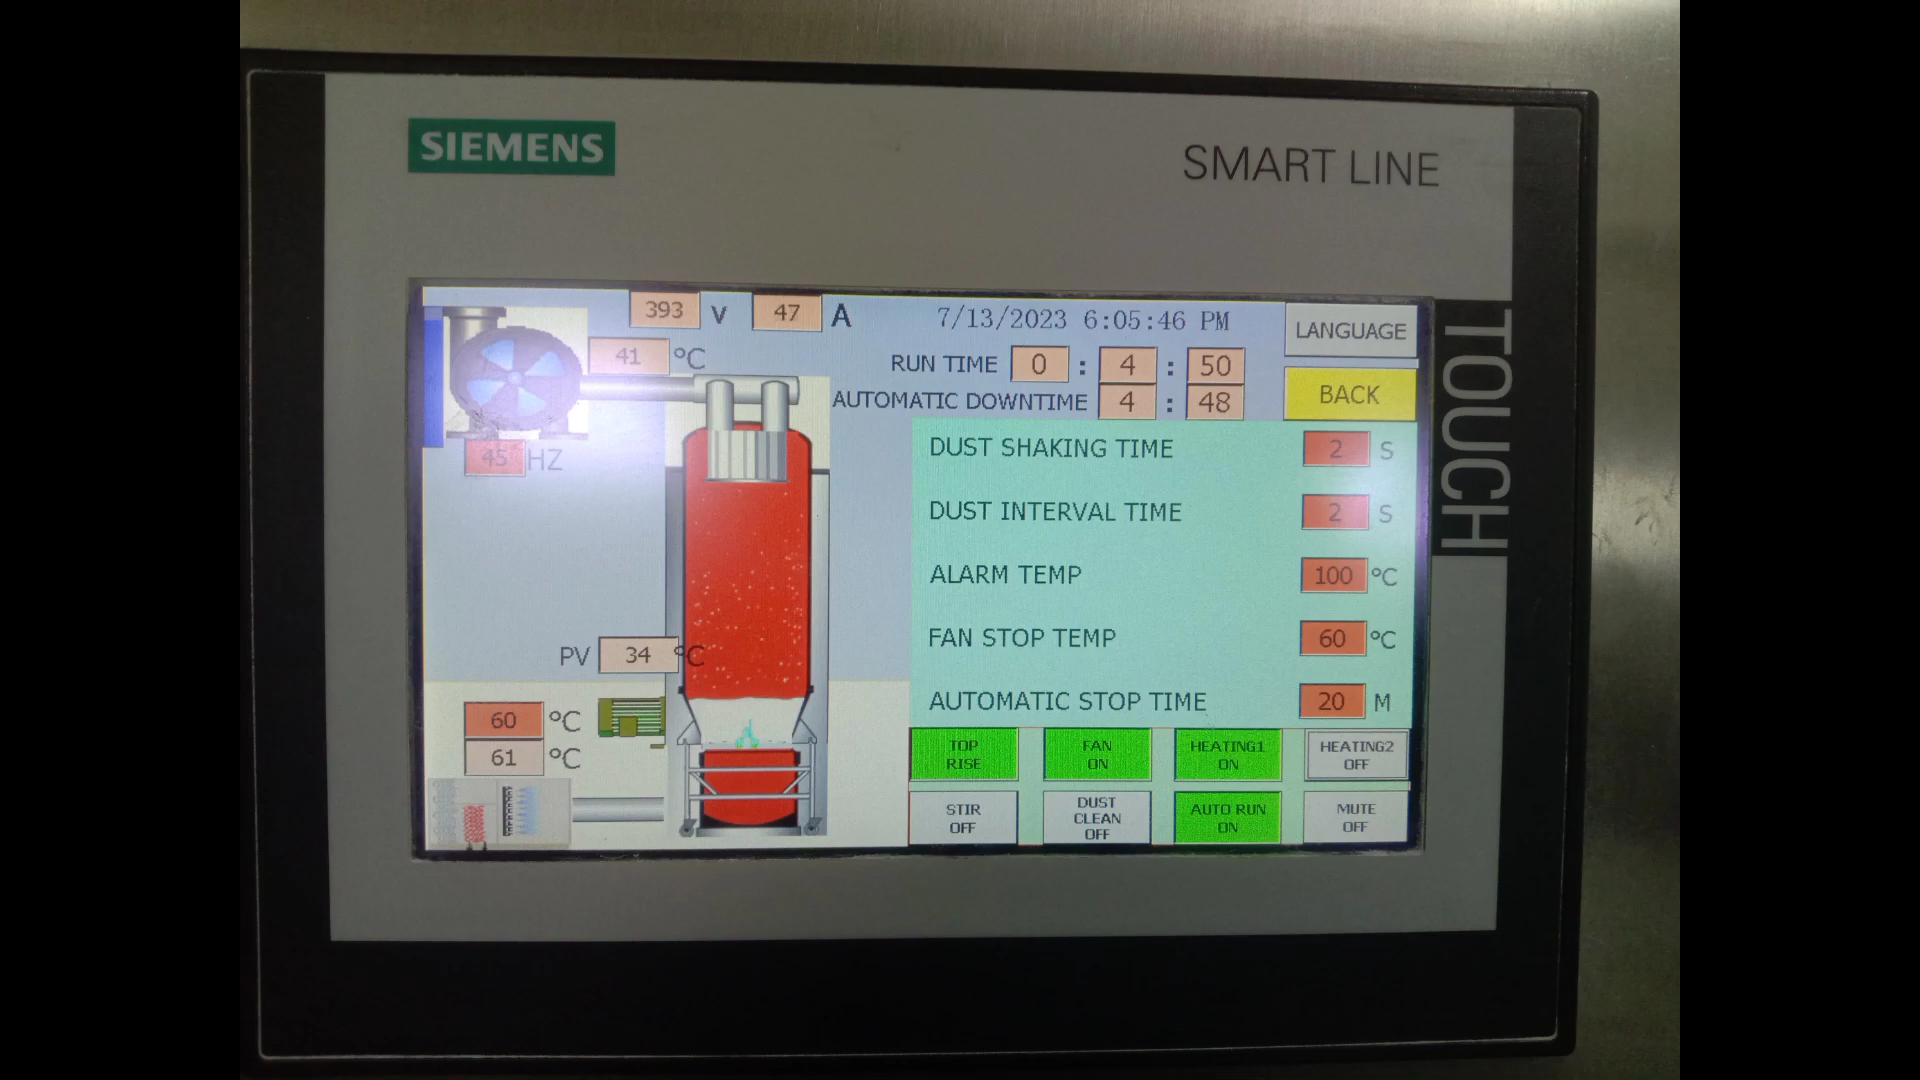 SIEMENS
SMART LINE
TOUCH
393 V 47 A
7/13/2023 6:05:46 PM
LANGUAGE
41 °C
RUN TIME 0 : 4 : 50
BACK
AUTOMATIC DOWNTIME 4 : 48
45 HZ
DUST SHAKING TIME 2 S
DUST INTERVAL TIME 2 S
ALARM TEMP 100 °C
FAN STOP TEMP 60 °C
AUTOMATIC STOP TIME 20 M
PV 34 °C
60 °C
61 °C
TOP
RISE
FAN
ON
HEATING1
ON
HEATING2
OFF
STIR
OFF
DUST
CLEAN
OFF
AUTO RUN
ON
MUTE
OFF